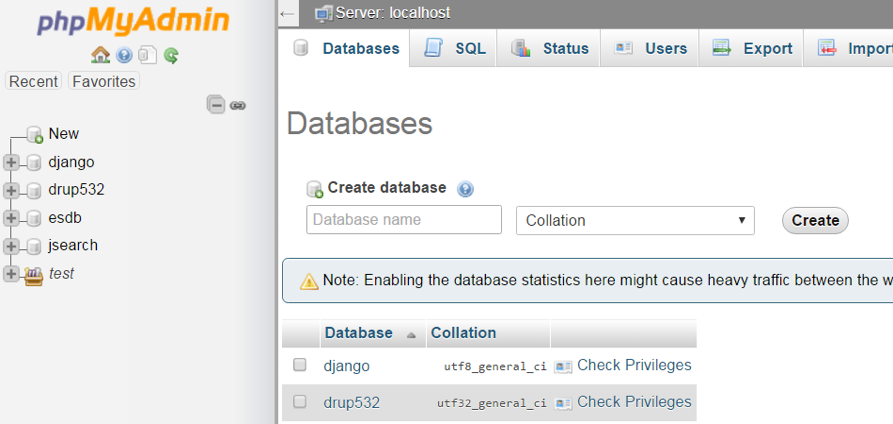 phpMyAdmin
Recent Favorites
New
django
drup532
esdb
jsearch
test
Server: localhost
Databases SQL Status Users Export Import
Databases
Create database
Database name Collation Create
Note: Enabling the database statistics here might cause heavy traffic between the w
Database Collation
django utf8_general_ci Check Privileges
drup532 utf32_general_ci Check Privileges